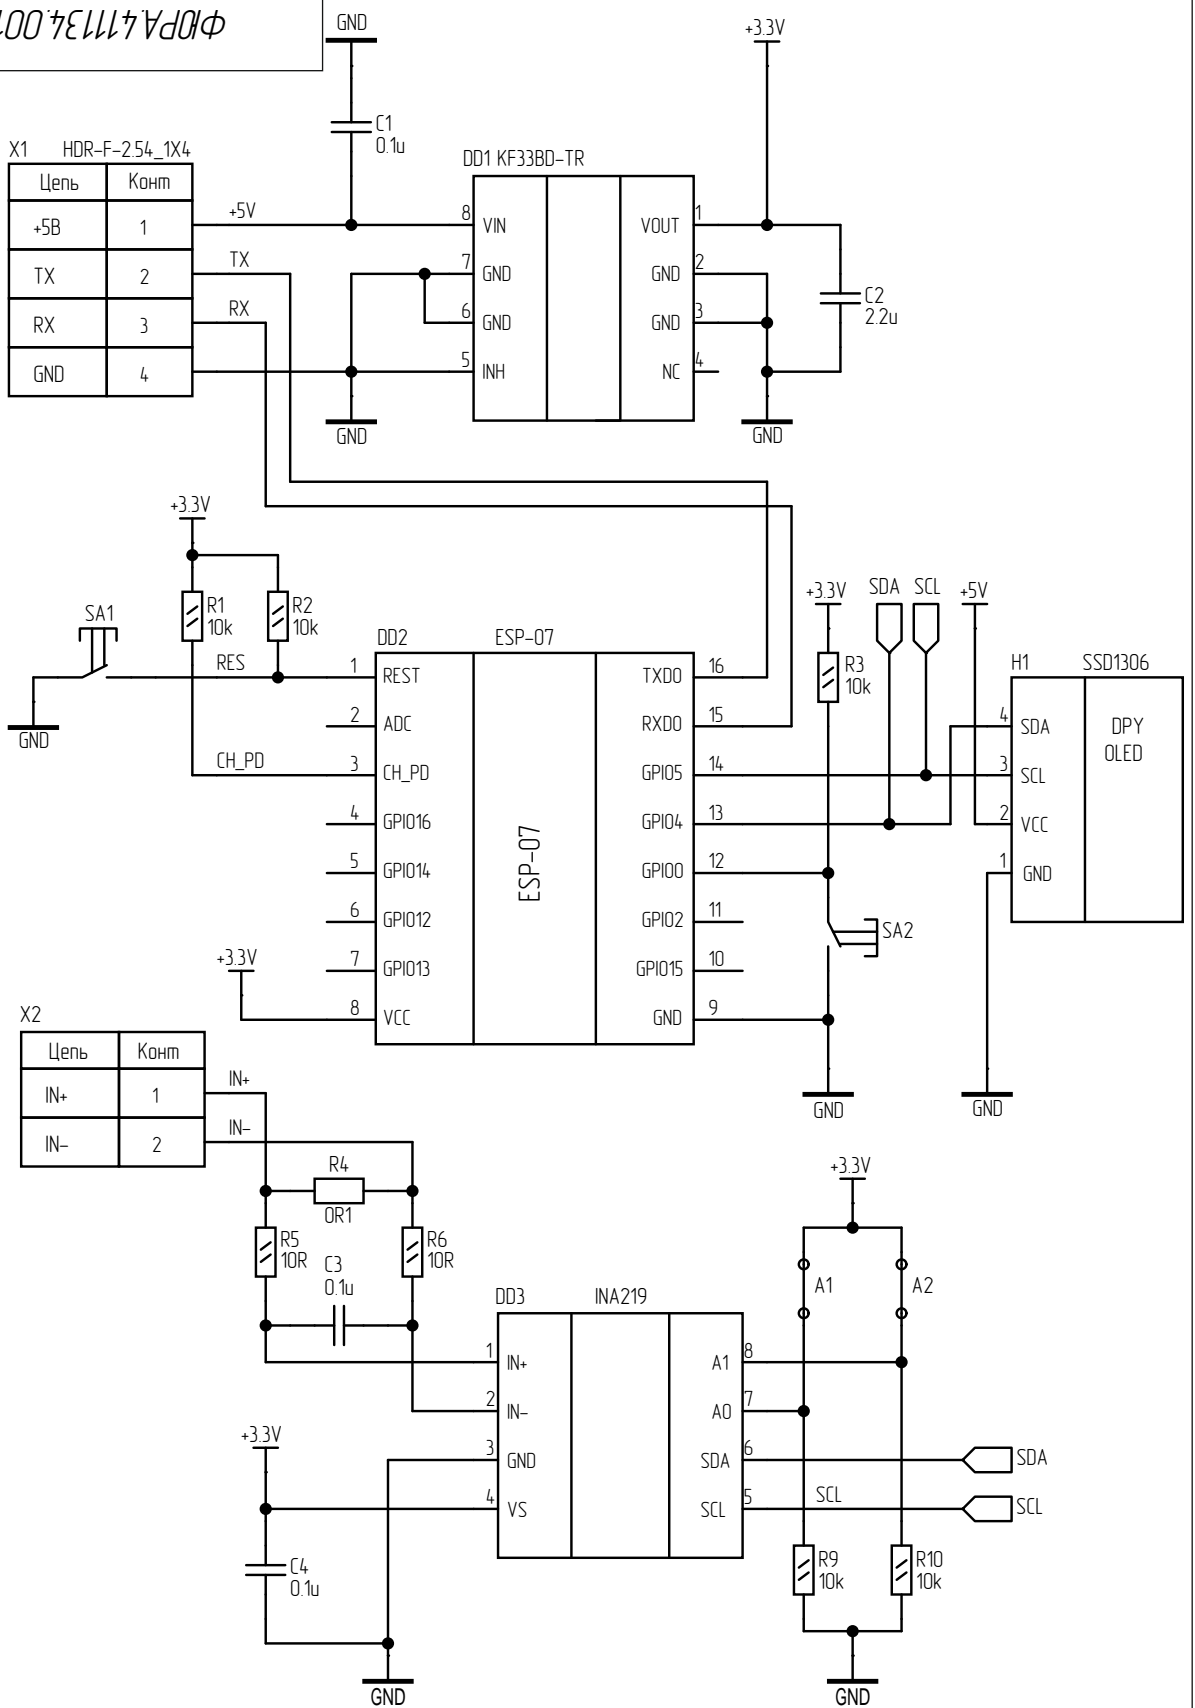 ФЮРА.411134.001
GND
+3.3V
C1
0.1u
X1 HDR-F-2.54_1X4
Цепь Конт
+5В 1
TX 2
RX 3
GND 4
+5V
TX
RX
DD1 KF33BD-TR
8 VIN VOUT 1
7 GND GND 2
6 GND GND 3
5 INH NC 4
C2
2.2u
GND
GND
+3.3V
R1
10k
R2
10k
SA1
RES
GND
CH_PD
DD2 ESP-07
ESP-07
1 REST TXD0 16
2 ADC RXD0 15
3 CH_PD GPIO5 14
4 GPIO16 GPIO4 13
5 GPIO14 GPIO0 12
6 GPIO12 GPIO2 11
7 GPIO13 GPIO15 10
8 VCC GND 9
+3.3V
+3.3V SDA SCL +5V
R3
10k
H1 SSD1306
4 SDA
3 SCL
2 VCC
1 GND
DPY
OLED
SA2
GND
GND
X2
Цепь Конт
IN+ 1
IN- 2
IN+
IN-
R4
0R1
R5
10R
R6
10R
C3
0.1u
DD3 INA219
1 IN+ A1 8
2 IN- A0 7
3 GND SDA 6
4 VS SCL 5
+3.3V
A1
A2
+3.3V
SCL
SDA
SCL
C4
0.1u
R9
10k
R10
10k
GND
GND